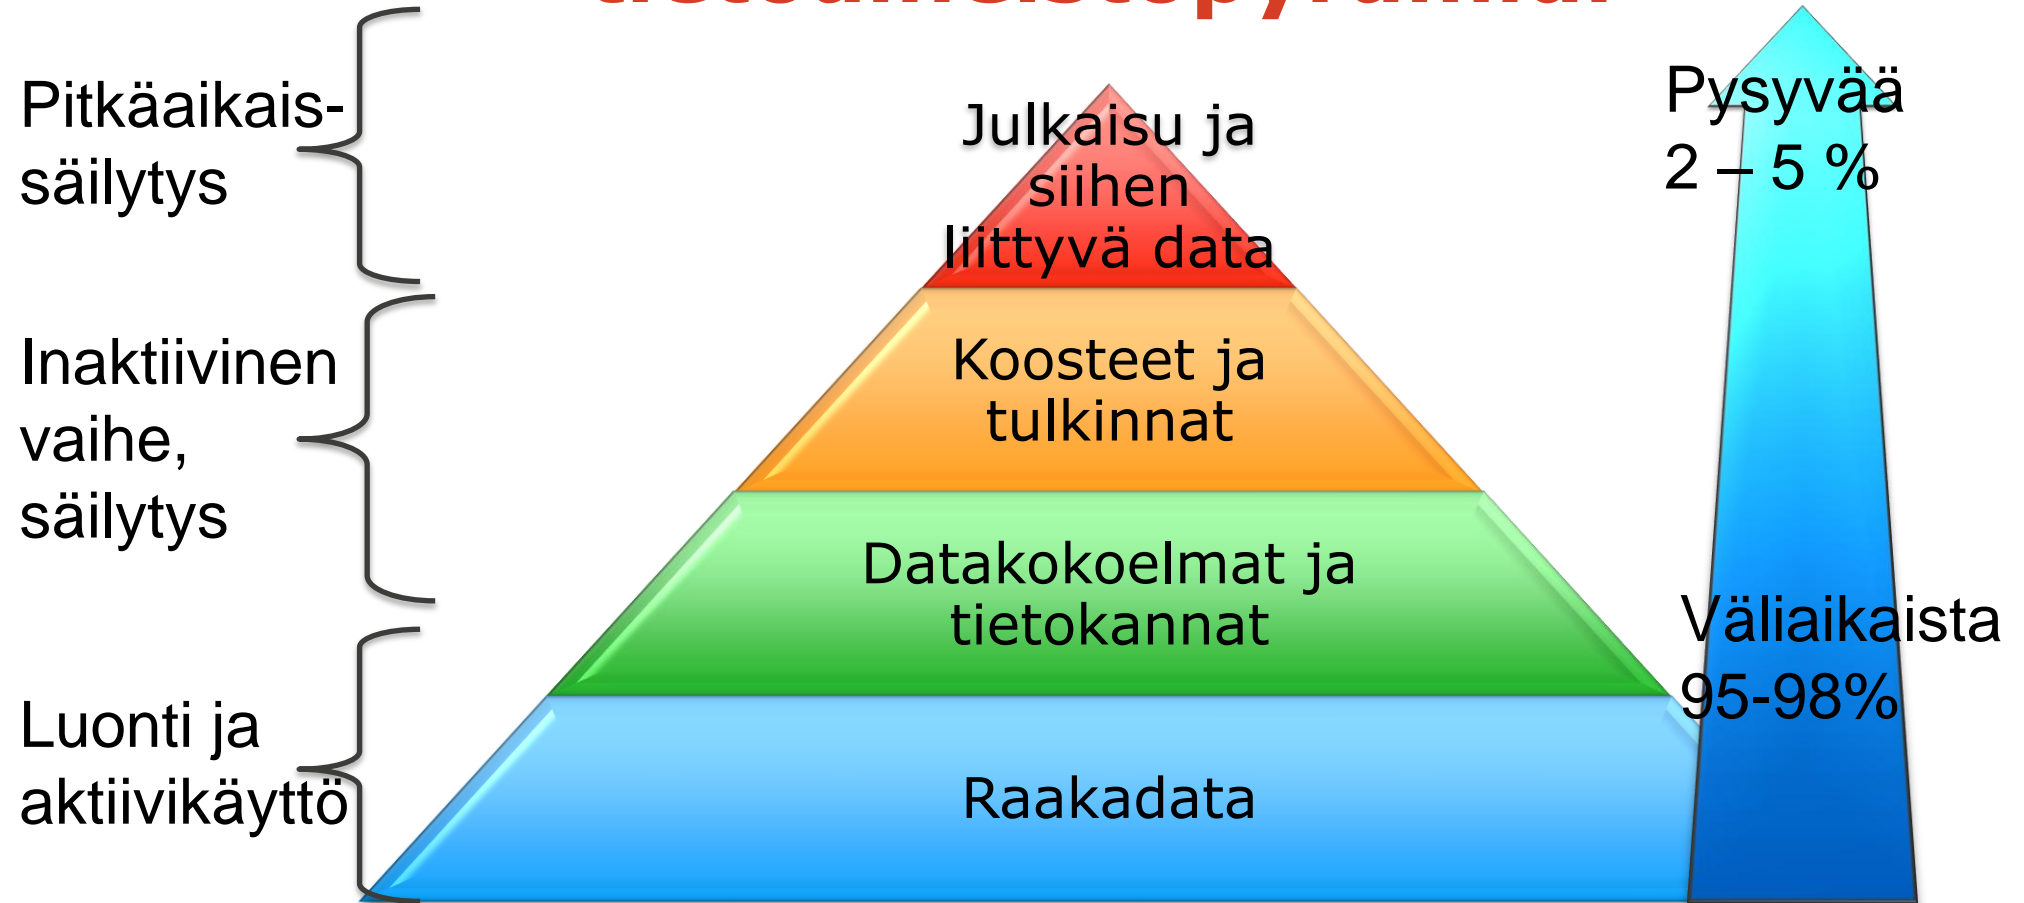 tietoaineistopyramidi
Pitkäaikais-
säilytys
Inaktiivinen
vaihe,
säilytys
Luonti ja
aktiivikäyttö
Julkaisu ja
siihen
liittyvä data
Koosteet ja
tulkinnat
Datakokoelmat ja
tietokannat
Raakadata
Pysyvää
2 – 5 %
Väliaikaista
95-98%